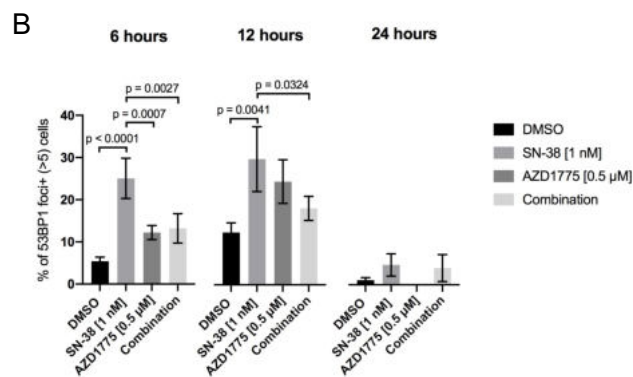 B
6 hours
12 hours
24 hours
p = 0.0027
p = 0.0007
p < 0.0001
p = 0.0324
p = 0.0041
% of 53BP1 foci+ (>5) cells
40
30
20
10
0
DMSO
SN-38 [1 nM]
AZD1775 [0.5 µM]
Combination
DMSO
SN-38 [1 nM]
AZD1775 [0.5 µM]
Combination
DMSO
SN-38 [1 nM]
AZD1775 [0.5 µM]
Combination
DMSO
SN-38 [1 nM]
AZD1775 [0.5 µM]
Combination